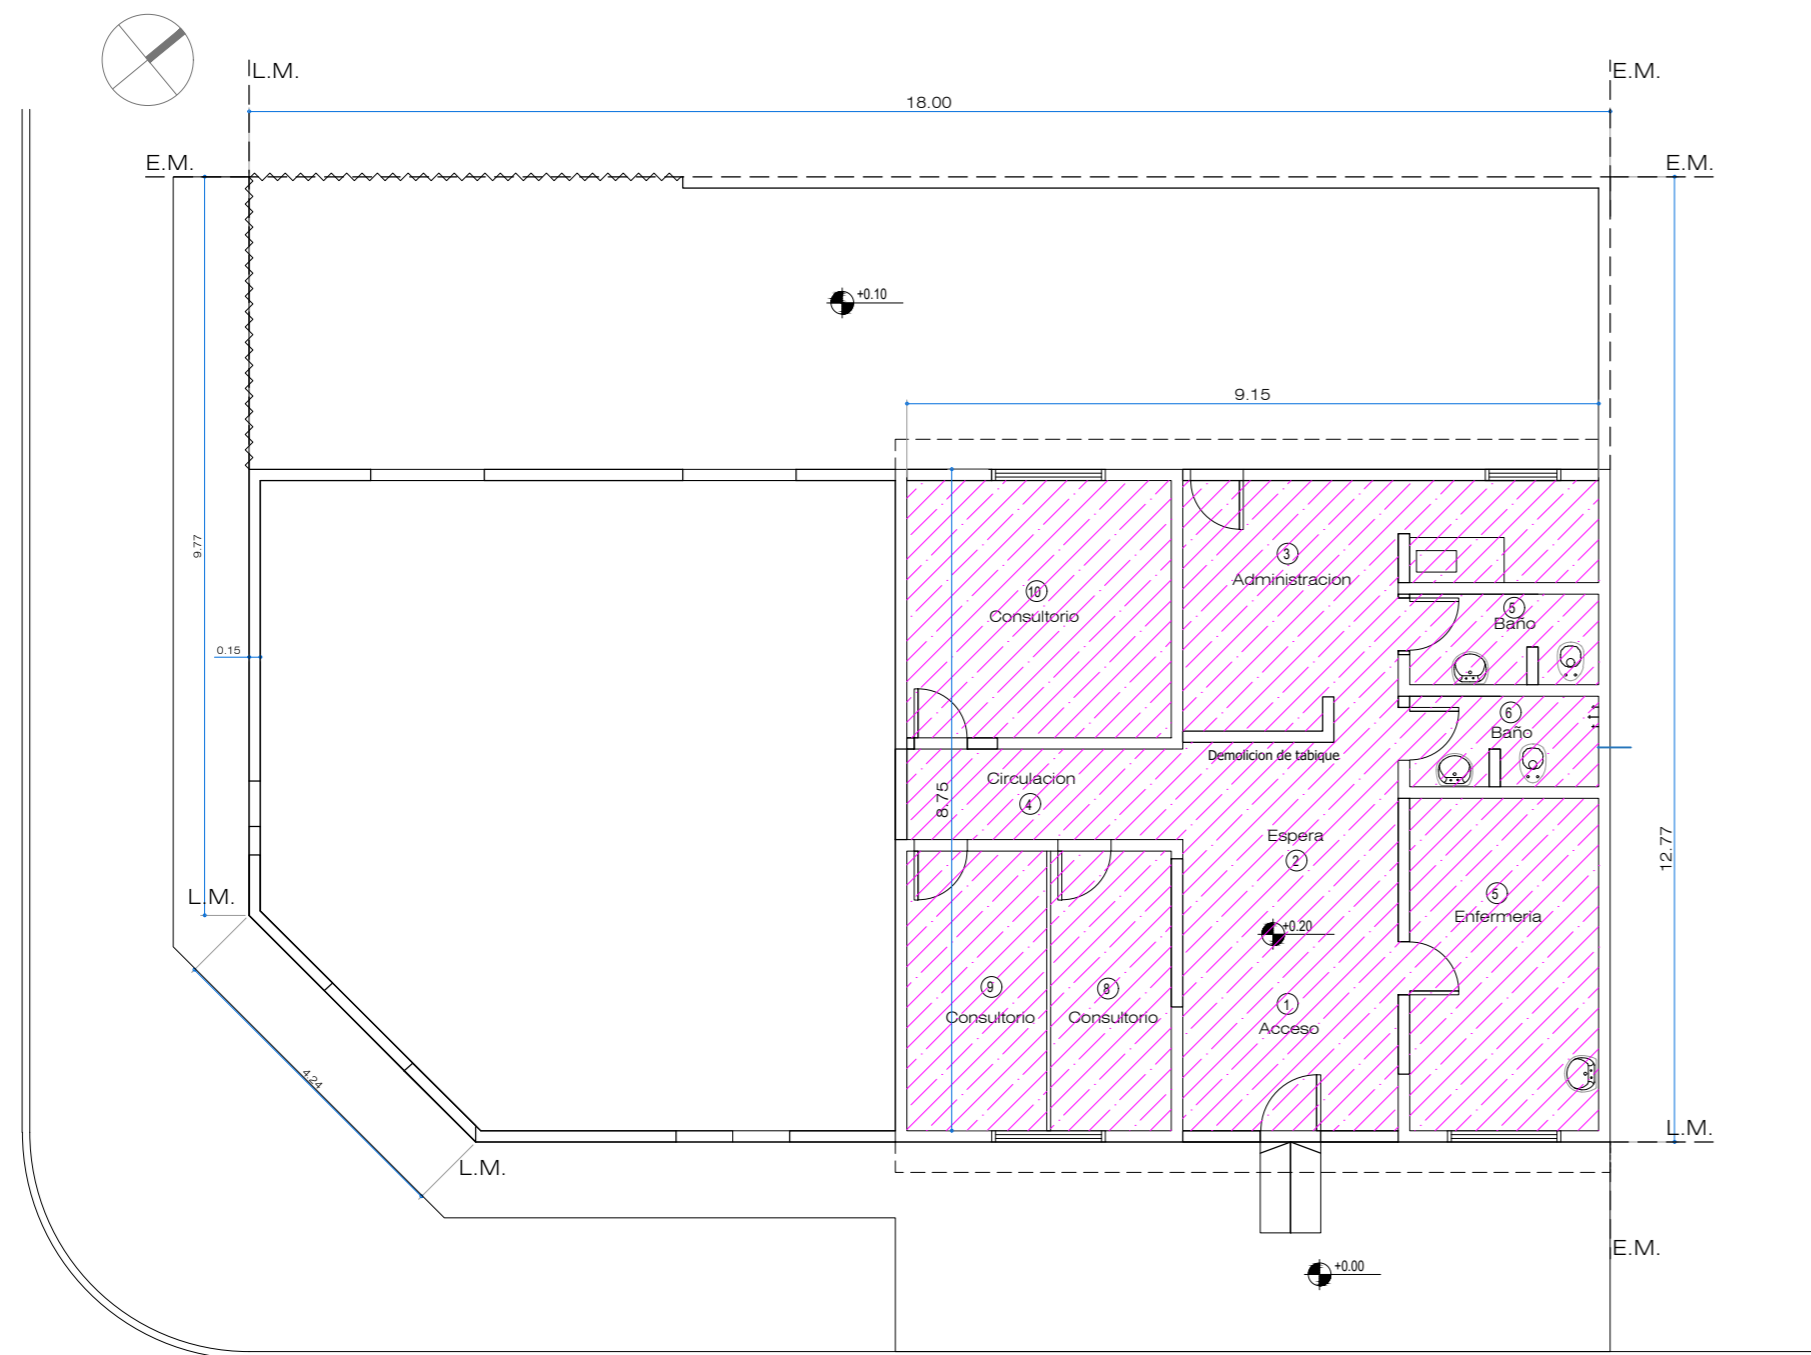 L.M.
E.M.
18.00
E.M.
E.M.
+0.10
9.15
9.77
3
Administracion
10
Consultorio
5
Baño
0.15
6
Baño
Demolicion de tabique
Circulacion
4
8.75
Espera
2
12.77
L.M.
5
Enfermeria
+0.20
9
Consultorio
8
Consultorio
1
Acceso
4.24
L.M.
L.M.
E.M.
+0.00